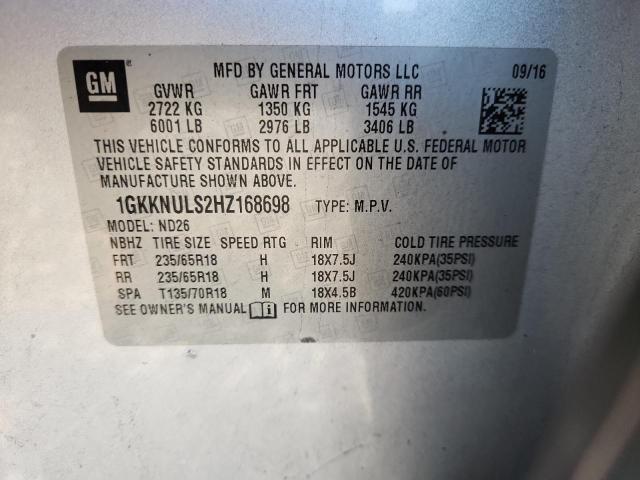 GM
MFD BY GENERAL MOTORS LLC 09/16
GVWR GAWR FRT GAWR RR
2722 KG 1350 KG 1545 KG
6001 LB 2976 LB 3406 LB
THIS VEHICLE CONFORMS TO ALL APPLICABLE U.S. FEDERAL MOTOR
VEHICLE SAFETY STANDARDS IN EFFECT ON THE DATE OF
MANUFACTURE SHOWN ABOVE.
1GKKNULS2HZ168698 TYPE: M.P.V.
MODEL: ND26
NBHZ TIRE SIZE SPEED RTG RIM COLD TIRE PRESSURE
FRT 235/65R18 H 18X7.5J 240KPA(35PSI)
RR 235/65R18 H 18X7.5J 240KPA(35PSI)
SPA T135/70R18 M 18X4.5B 420KPA(60PSI)
SEE OWNER'S MANUAL FOR MORE INFORMATION.